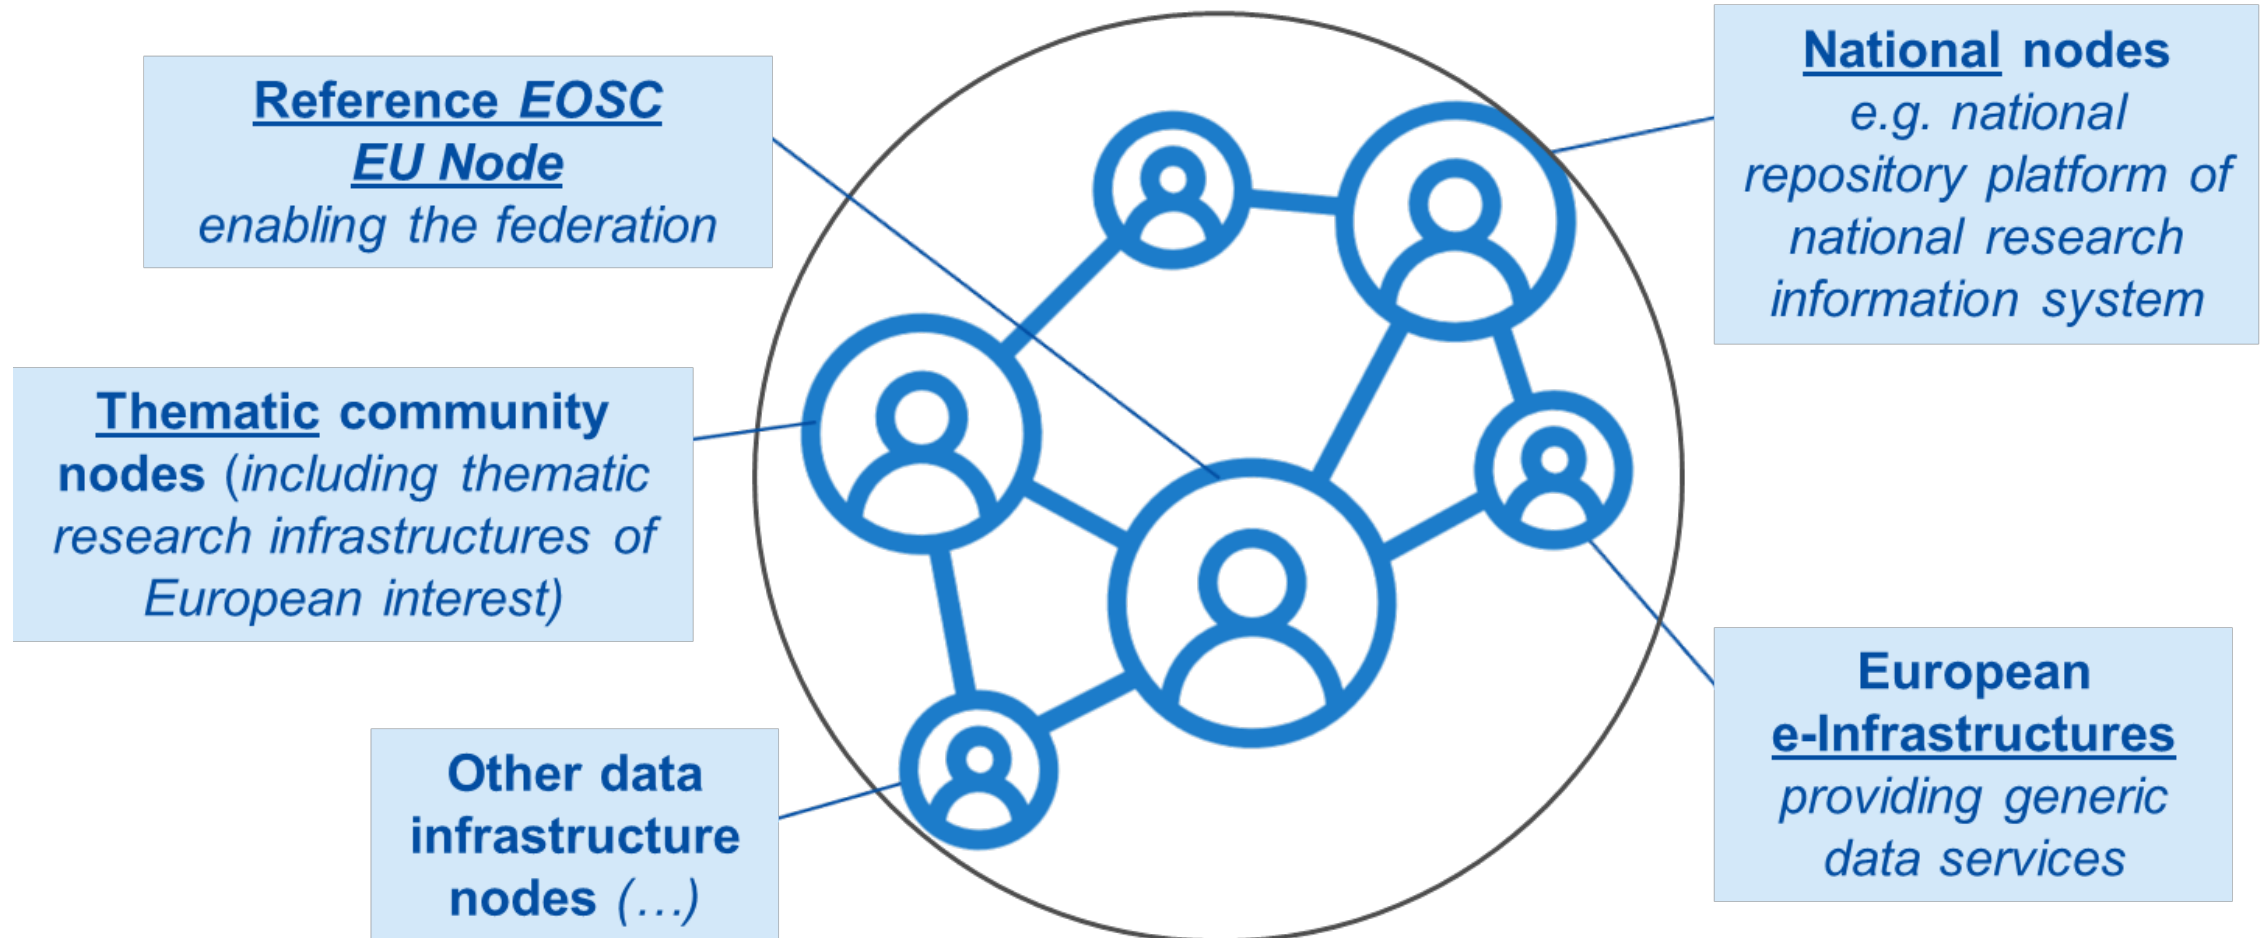 Reference EOSC
EU Node
enabling the federation
National nodes
e.g. national
repository platform of
national research
information system
Thematic community
nodes (including thematic
research infrastructures of
European interest)
Other data
infrastructure
nodes (…)
European
e-Infrastructures
providing generic
data services